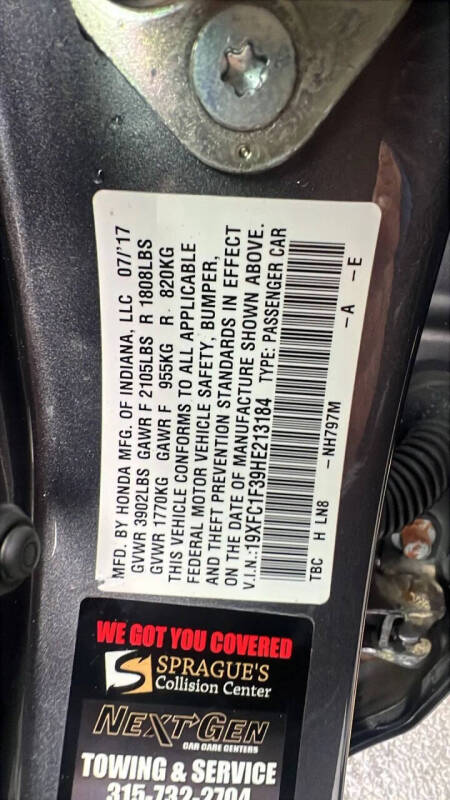 MFD. BY HONDA MFG. OF INDIANA, LLC 07/'17
GVWR 3902LBS GAWR F 2105LBS R 1808LBS
GVWR 1770KG GAWR F 955KG R 820KG
THIS VEHICLE CONFORMS TO ALL APPLICABLE
FEDERAL MOTOR VEHICLE SAFETY, BUMPER,
AND THEFT PREVENTION STANDARDS IN EFFECT
ON THE DATE OF MANUFACTURE SHOWN ABOVE.
V.I.N.:19XFC1F39HE213184 TYPE: PASSENGER CAR
TBC H LN8 -NH797M -A -E
WE GOT YOU COVERED
S SPRAGUE'S
Collision Center
NEXTGEN
CAR CARE CENTERS
TOWING & SERVICE
315-732-2704